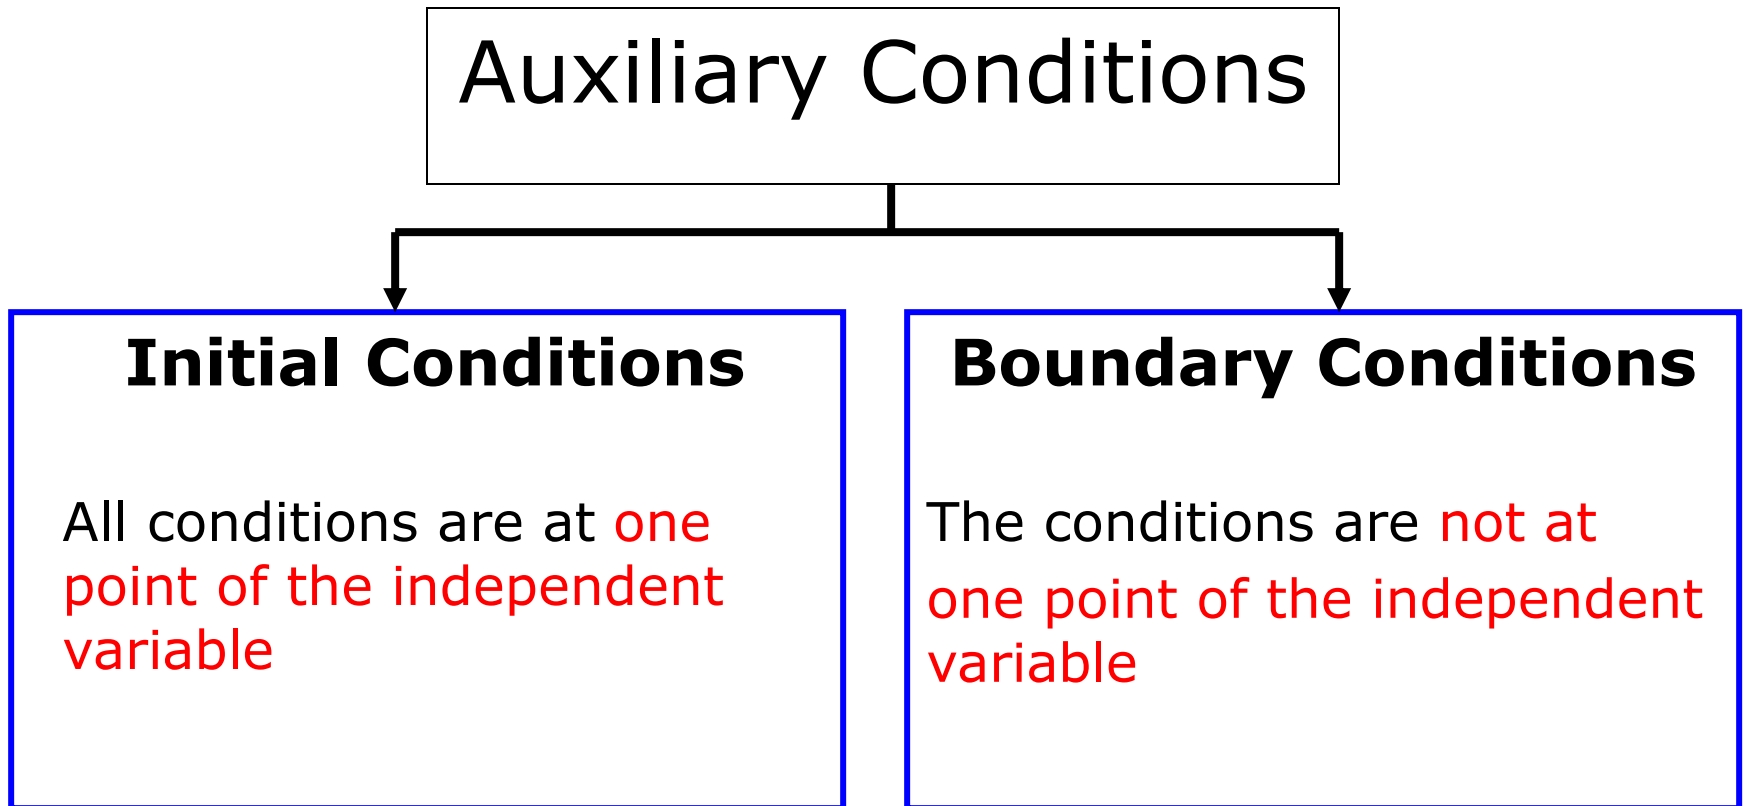 Auxiliary Conditions
Initial Conditions
All conditions are at one
point of the independent
variable
Boundary Conditions
The conditions are not at
one point of the independent
variable